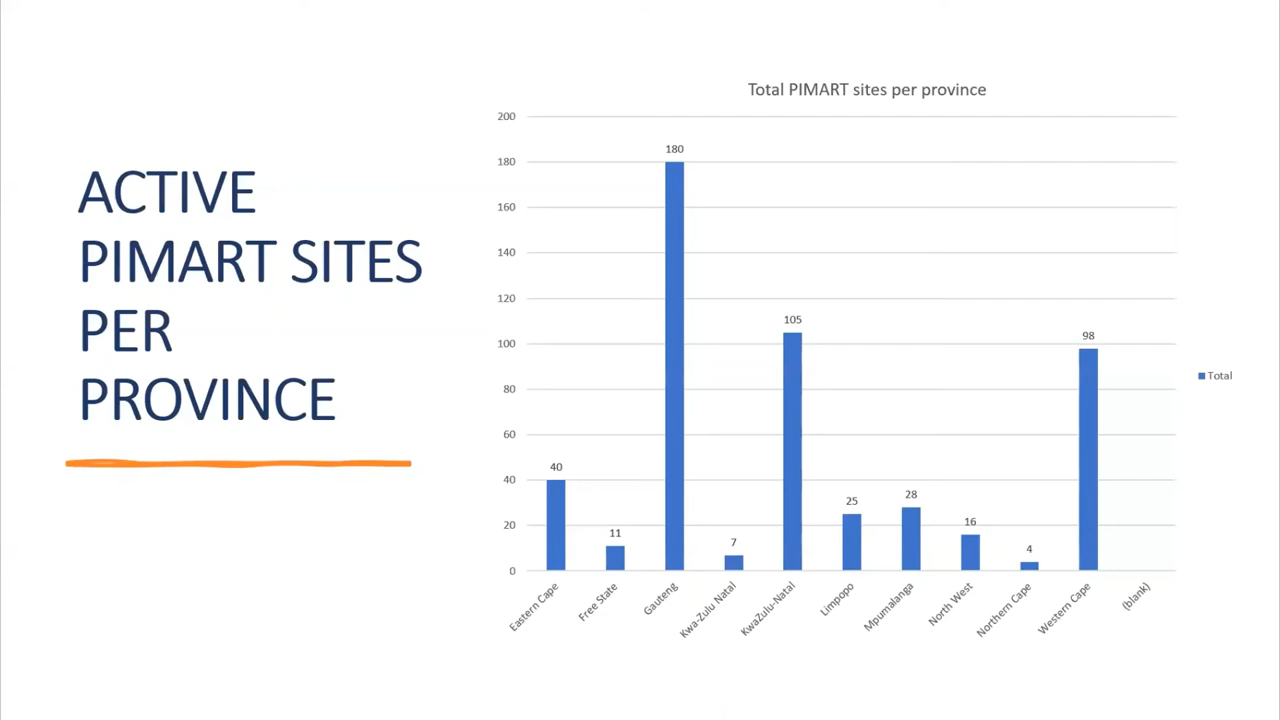 ACTIVE
PIMART SITES
PER
PROVINCE
Total PIMART sites per province
200
180
160
140
120
100
80
60
40
20
0
40
11
180
7
105
25
28
16
4
98
Eastern Cape
Free State
Gauteng
Kwa-Zulu Natal
KwaZulu-Natal
Limpopo
Mpumalanga
North West
Northern Cape
Western Cape
(blank)
Total